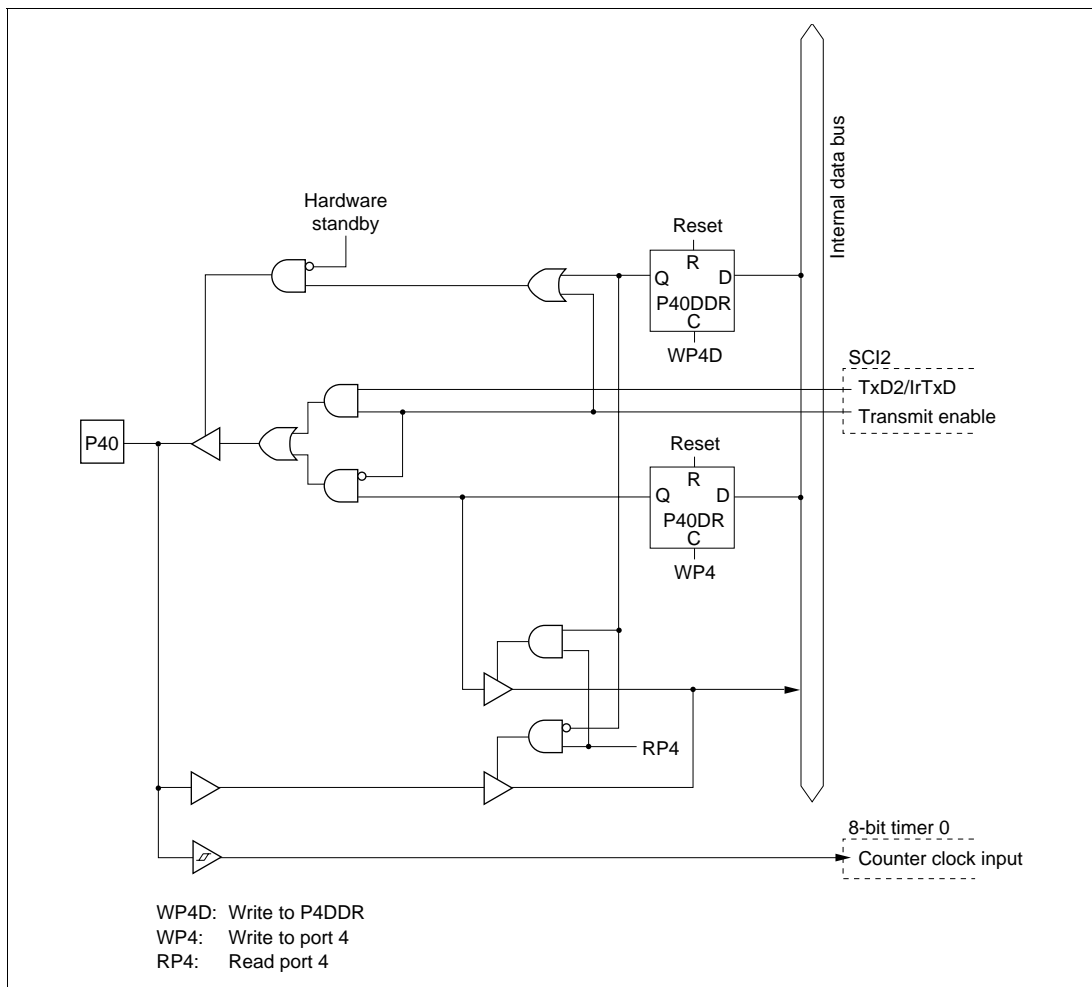 Internal data bus
Hardware
standby
Reset
R
Q
D
P40DDR
C
WP4D
SCI2
TxD2/IrTxD
Transmit enable
P40
Reset
R
Q
D
P40DR
C
WP4
RP4
8-bit timer 0
Counter clock input
WP4D: Write to P4DDR
WP4: Write to port 4
RP4: Read port 4